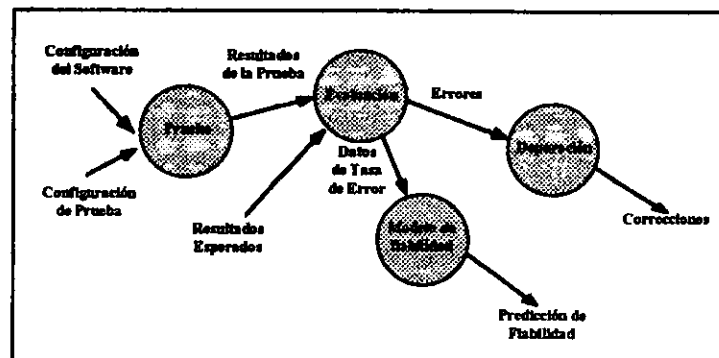 Configuración
del Software
Resultados
de la Prueba
Prueba
Evaluación
Errores
Depuración
Configuración
de Prueba
Resultados
Esperados
Datos
de Tasa
de Error
Modelo de
fiabilidad
Correcciones
Predicción de
Fiabilidad